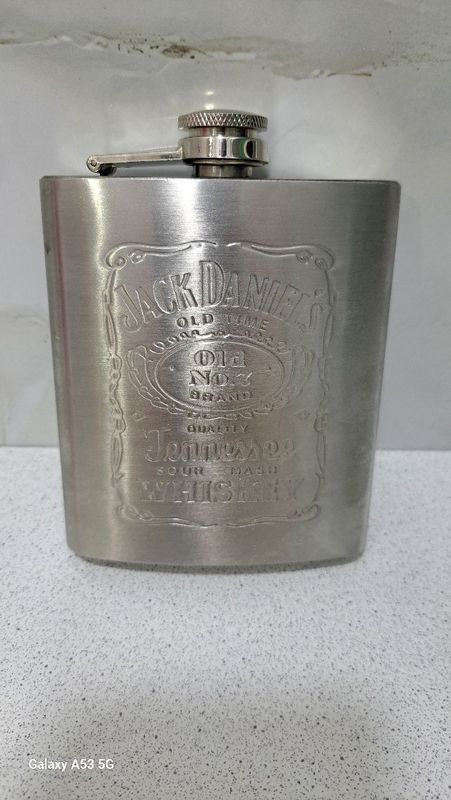 JACK DANIEL'S
OLD TIME
Old
No. 7
BRAND
QUALITY
Tennessee
SOUR MASH
WHISKEY
Galaxy A53 5G